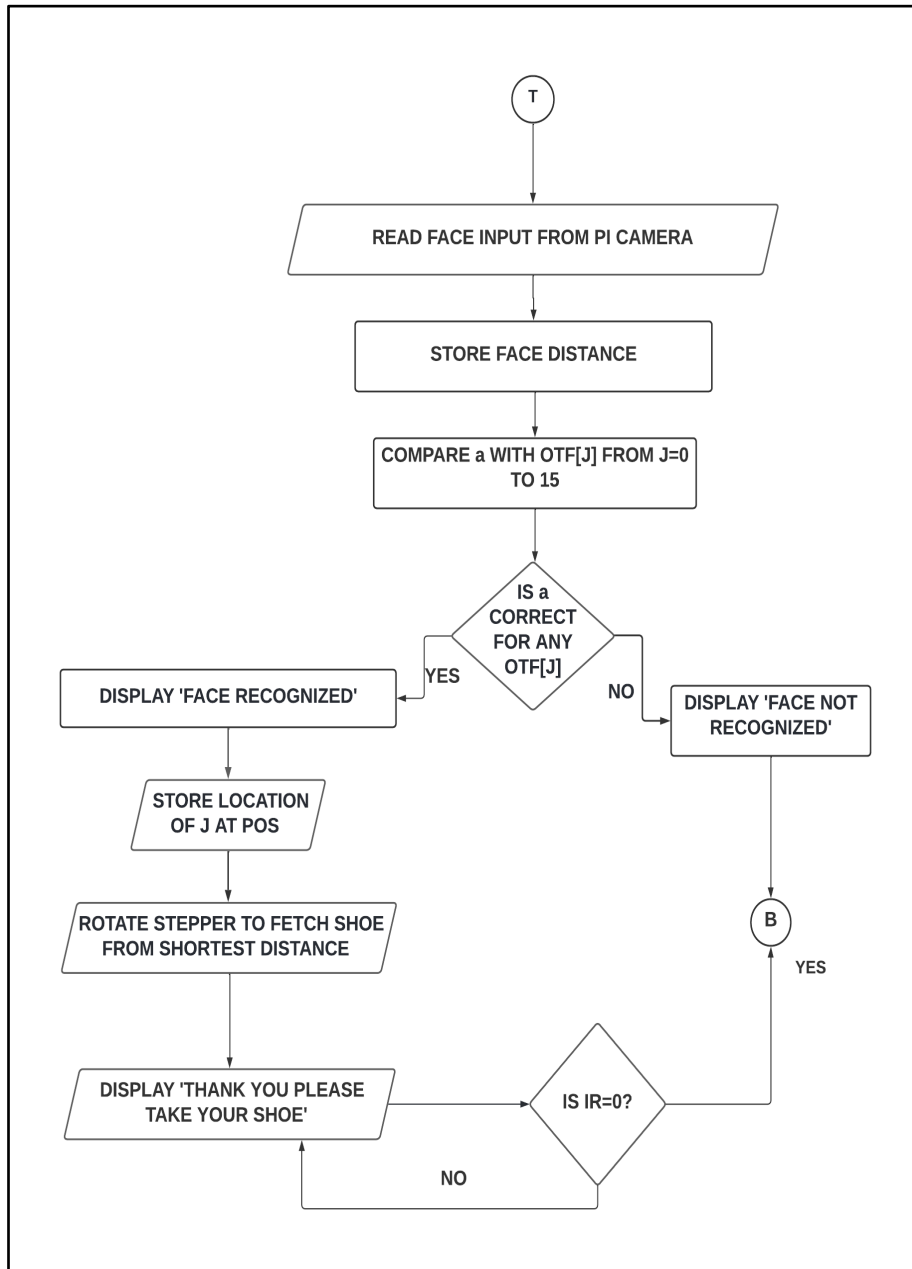 T
READ FACE INPUT FROM PI CAMERA
STORE FACE DISTANCE
COMPARE a WITH OTF[J] FROM J=0
TO 15
IS a
CORRECT
FOR ANY
OTF[J]
YES
NO
DISPLAY 'FACE RECOGNIZED'
DISPLAY 'FACE NOT
RECOGNIZED'
STORE LOCATION
OF J AT POS
ROTATE STEPPER TO FETCH SHOE
FROM SHORTEST DISTANCE
B
YES
DISPLAY 'THANK YOU PLEASE
TAKE YOUR SHOE'
IS IR=0?
NO